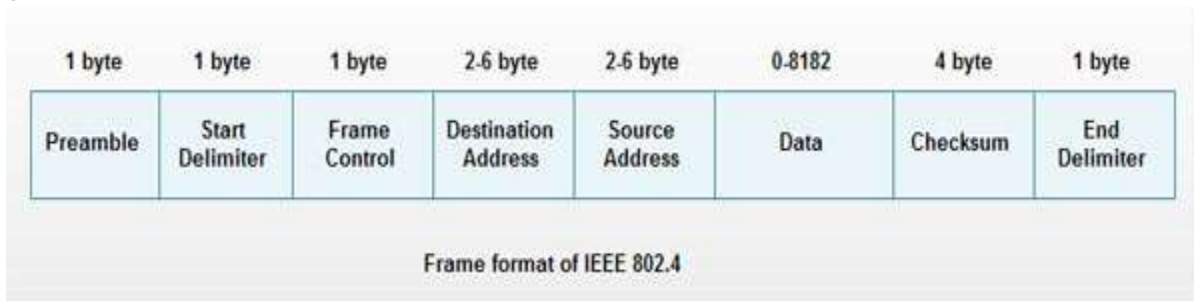 1 byte 1 byte 1 byte 2-6 byte 2-6 byte 0-8182 4 byte 1 byte
Preamble Start Delimiter Frame Control Destination Address Source Address Data Checksum End Delimiter
Frame format of IEEE 802.4